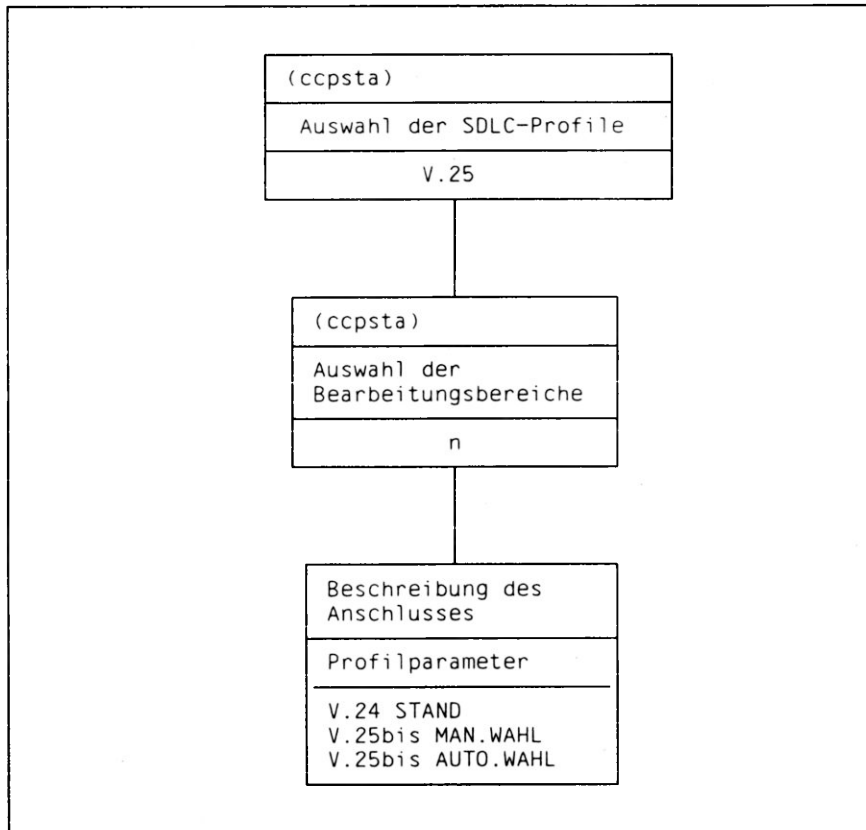 (ccpsta)
Auswahl der SDLC-Profile
V.25
(ccpsta)
Auswahl der
Bearbeitungsbereiche
n
Beschreibung des
Anschlusses
Profilparameter
V.24 STAND
V.25bis MAN.WAHL
V.25bis AUTO.WAHL